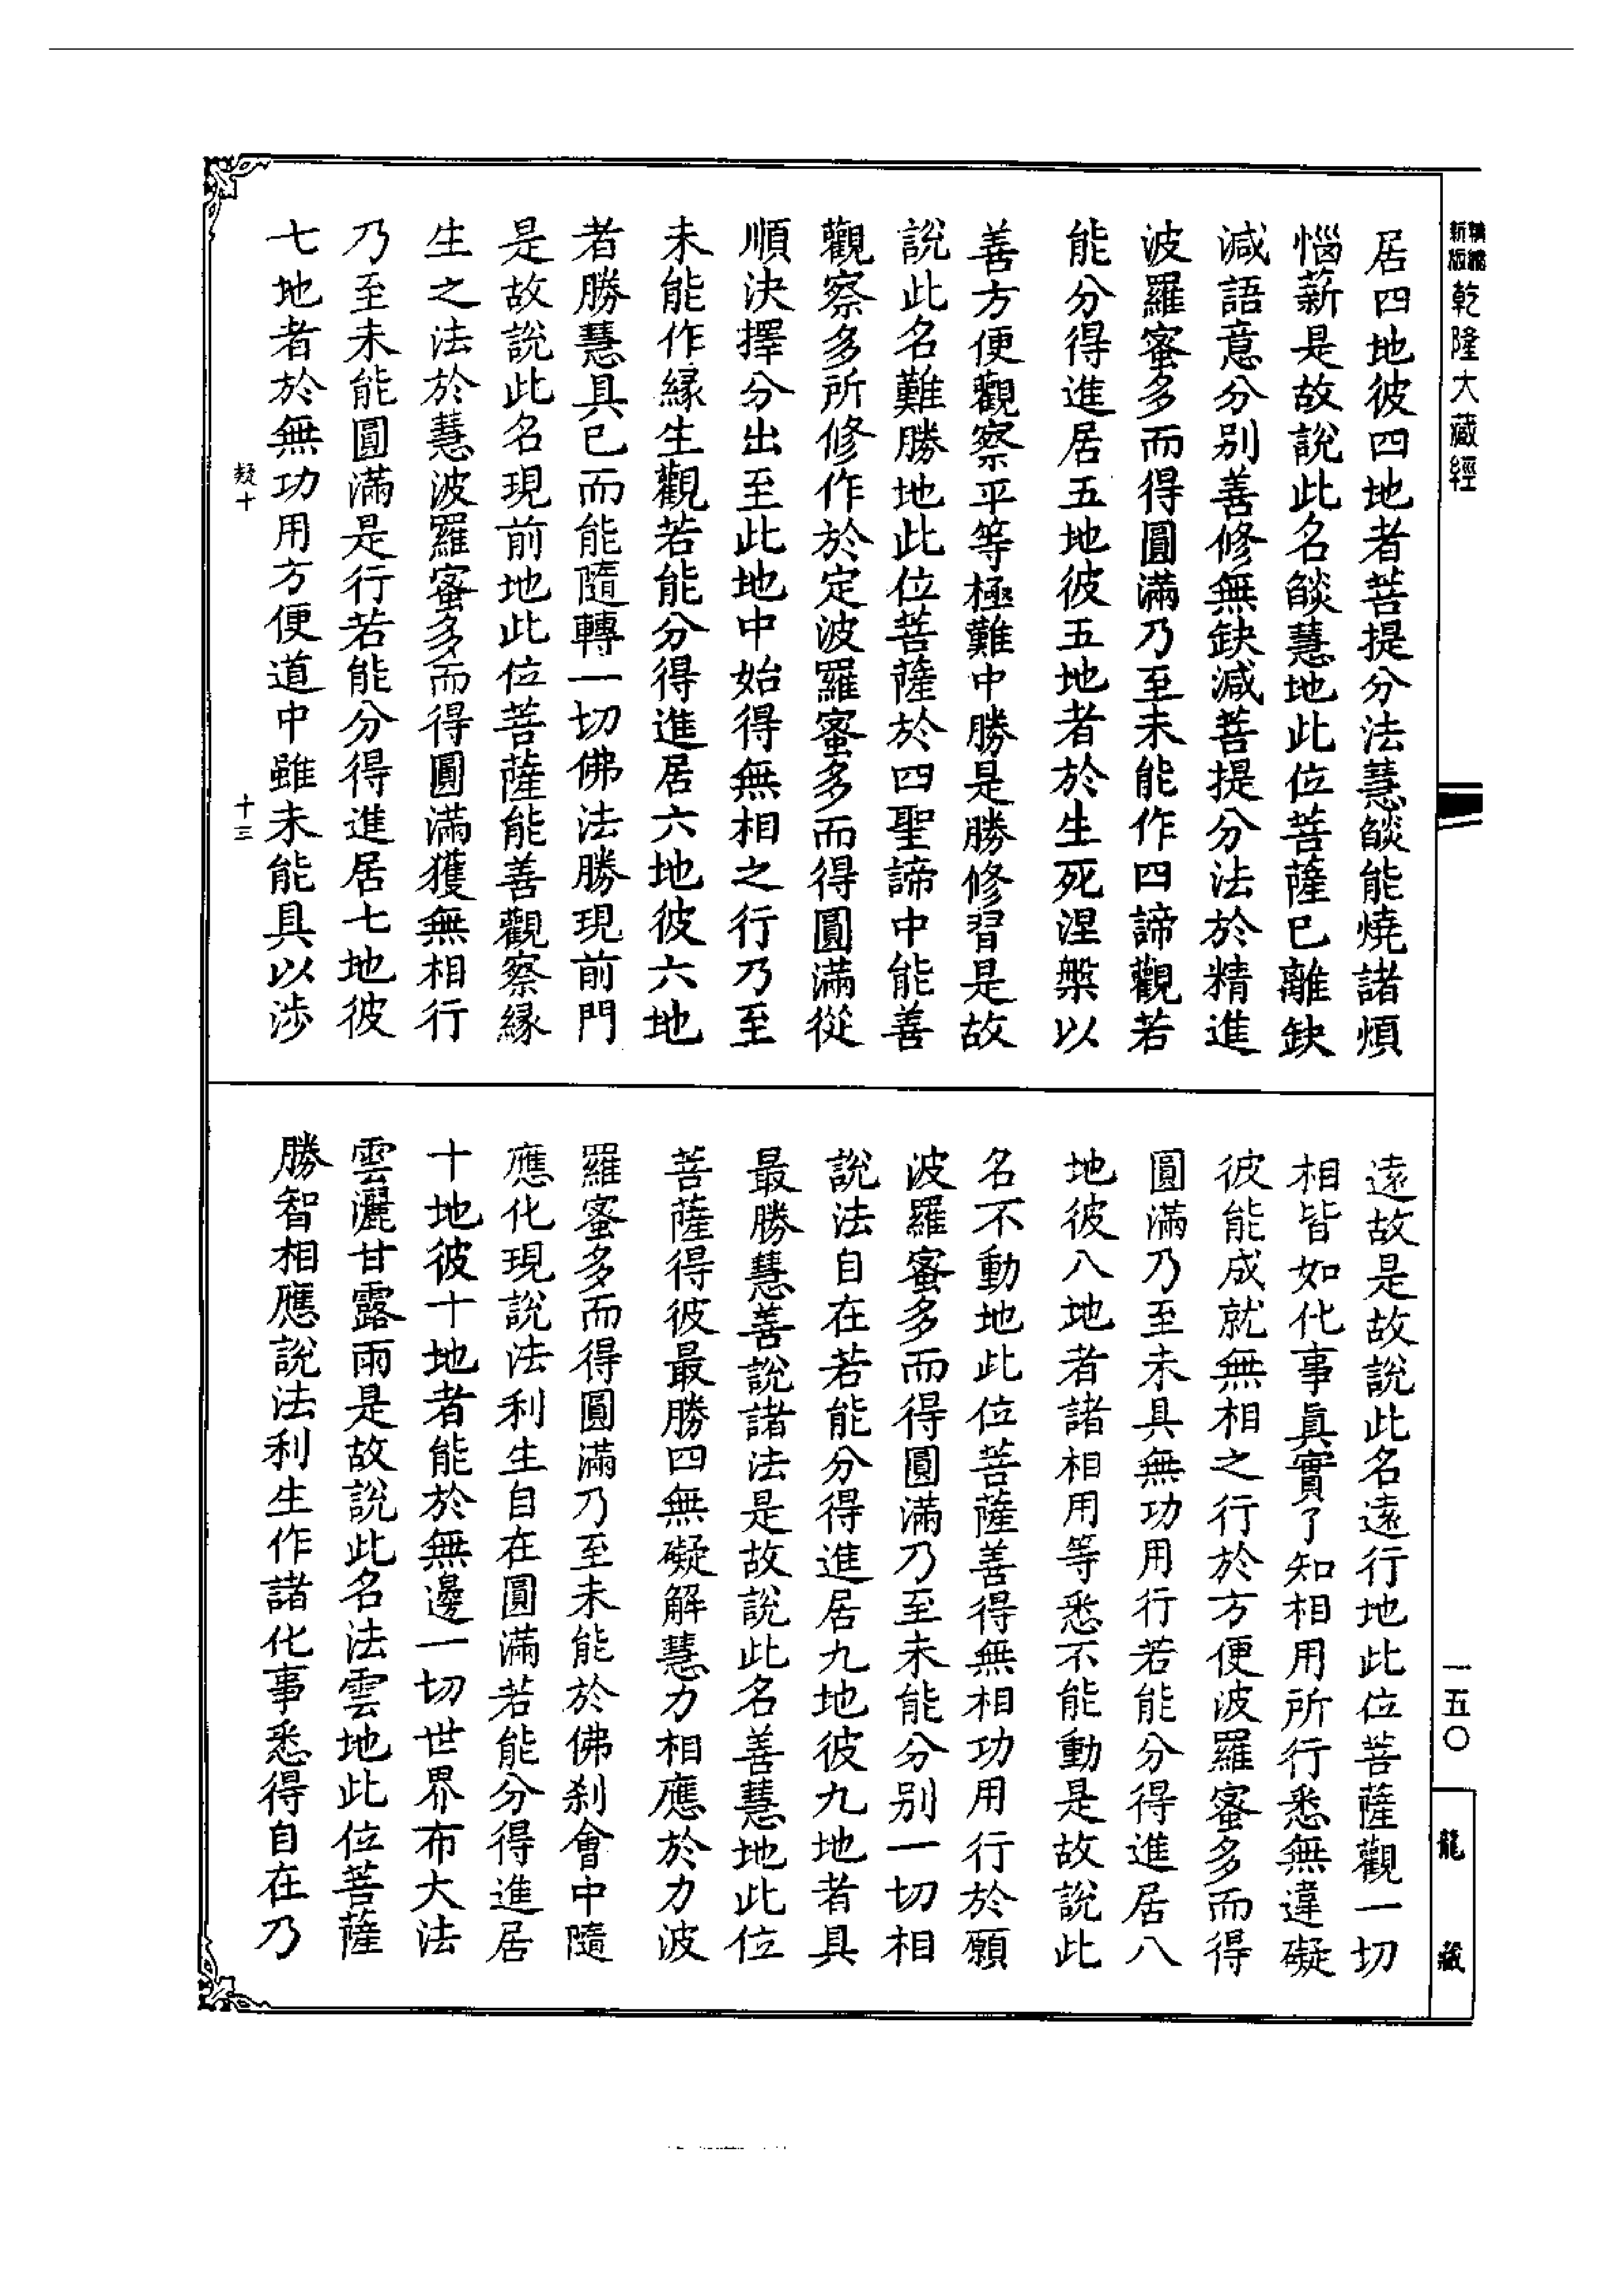 新版
精編
乾隆大藏經
居四地彼四地者菩提分法慧燄能燒諸煩
惱薪是故說此名燄慧地此位菩薩已離缺
減語意分別善修無缺減菩提分法於精進
波羅蜜多而得圓滿乃至未能作四諦觀若
能分得進居五地彼五地者於生死涅槃以
善方便觀察平等極難中勝是勝修習是故
說此名難勝地此位菩薩於四聖諦中能善
觀察多所修作於定波羅蜜多而得圓滿從
順決擇分出至此地中始得無相之行乃至
未能作緣生觀若能分得進居六地彼六地
者勝慧具已而能隨轉一切佛法勝現前門
是故說此名現前地此位菩薩能善觀察緣
生之法於慧波羅蜜多而得圓滿獲無相行
乃至未能圓滿是行若能分得進居七地彼
七地者於無功用方便道中雖未能具以涉
疑十
十三
遠故是故說此名遠行地此位菩薩觀一切
相皆如化事眞實了知相用所行悉無違礙
彼能成就無相之行於方便波羅蜜多而得
圓滿乃至未具無功用行若能分得進居八
地彼八地者諸相用等悉不能動是故說此
名不動地此位菩薩善得無相功用行於願
波羅蜜多而得圓滿乃至未能分別一切相
說法自在若能分得進居九地彼九地者具
最勝慧善說諸法是故說此名善慧地此位
菩薩得彼最勝四無礙解慧力相應於力波
羅蜜多而得圓滿乃至未能於佛剎會中隨
應化現說法利生自在圓滿若能分得進居
十地彼十地者能於無邊一切世界布大法
雲灑甘露雨是故說此名法雲地此位菩薩
勝智相應說法利生作諸化事悉得自在乃
一五〇
龍藏